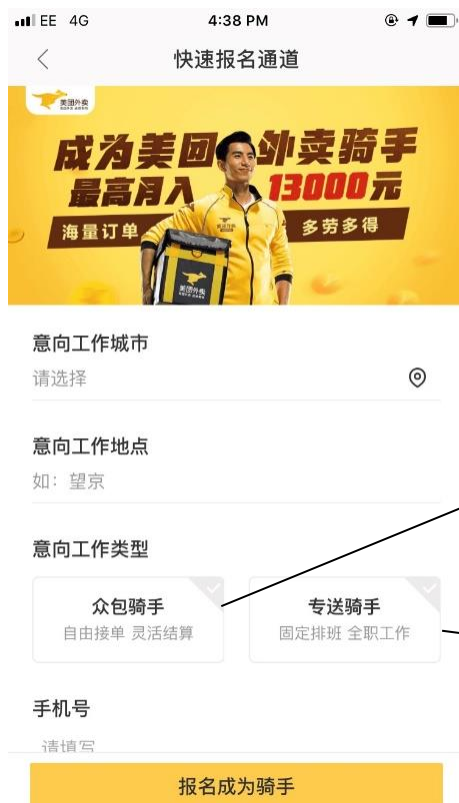 EE 4G 4:38 PM
快速报名通道
美团外卖
成为美团外卖骑手
最高月入 13000元
海量订单 多劳多得
美团外卖
意向工作城市
请选择
意向工作地点
如：望京
意向工作类型
众包骑手 专送骑手
自由接单 灵活结算 固定排班 全职工作
手机号
请填写
报名成为骑手